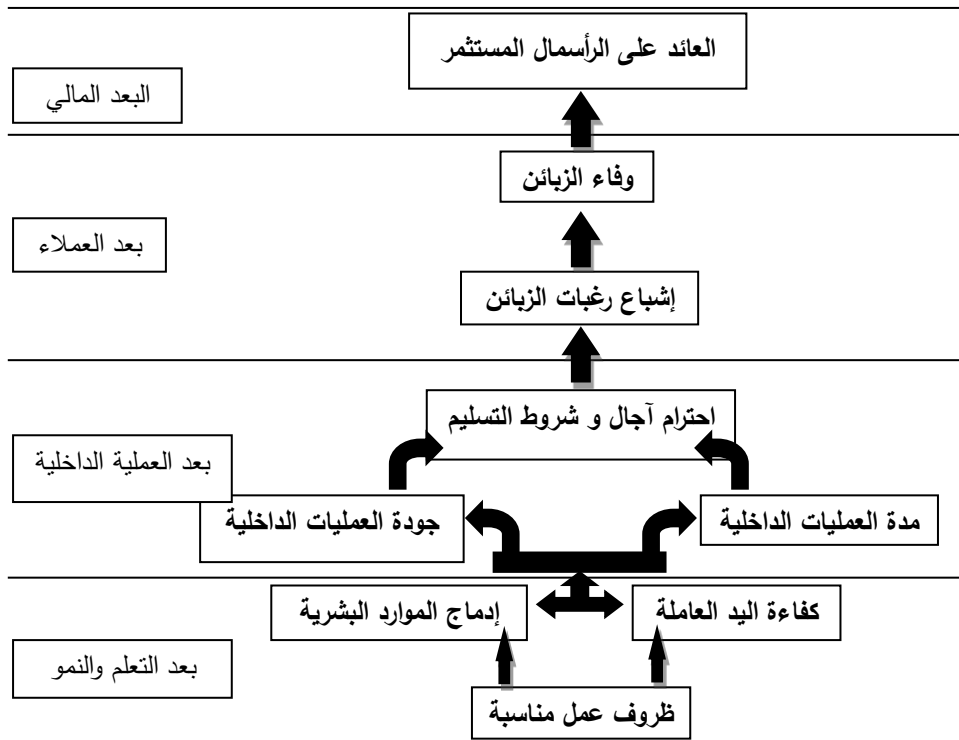 العائد على الرأسمال المستثمر
البعد المالي
وفاء الزبائن
بعد العملاء
إشباع رغبات الزبائن
احترام آجال و شروط التسليم
بعد العملية الداخلية
مدة العمليات الداخلية
جودة العمليات الداخلية
كفاءة اليد العاملة
إدماج الموارد البشرية
بعد التعلم والنمو
ظروف عمل مناسبة